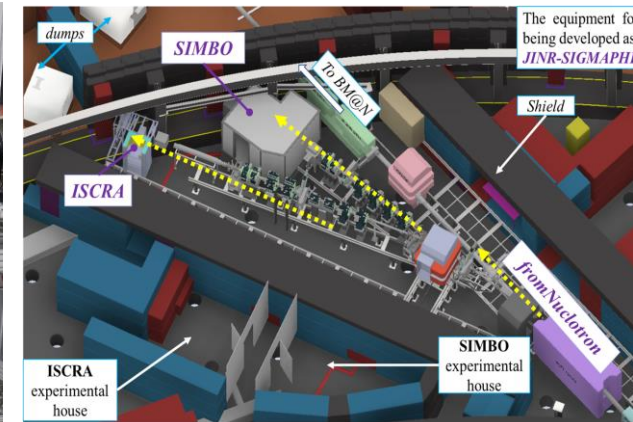 dumps
SIMBO
To BM@N
The equipment fo
being developed as
JINR-SIGMAPHI
Shield
ISCRA
fromNuclotron
ISCRA
experimental
house
SIMBO
experimental
house